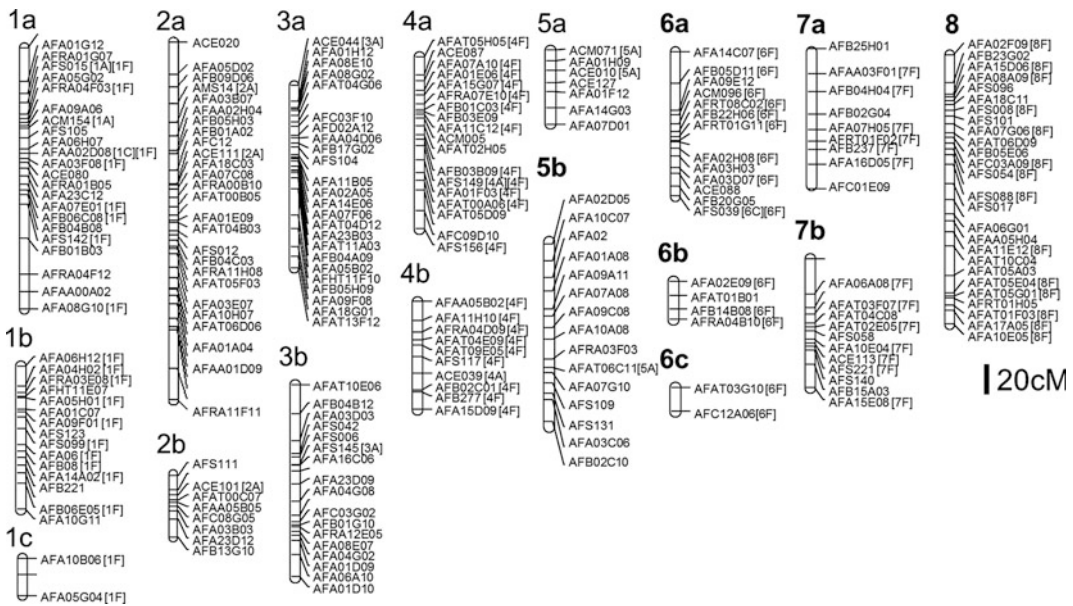 1a
AFA01G12
AFRA01G07
AFS015 [1A][1F]
AFA05G02
AFRA04F03 [1F]
AFA09A06
ACM154 [1A]
AFS105
AFA06H07
AFAA02D08 [1C][1F]
AFA03F08 [1F]
ACE080
AFRA01B05
AFA23C12
AFA07E01 [1F]
AFB06C08 [1F]
AFB04B08
AFS142 [1F]
AFB01B03
AFRA04F12
AFAA00A02
AFA08G10 [1F]
1b
AFA06H12 [1F]
AFA04H02 [1F]
AFRA03E08 [1F]
AFHT11E07
AFA05H01 [1F]
AFA01C07
AFA09F01 [1F]
AFS123
AFS099 [1F]
AFA06 [1F]
AFB08 [1F]
AFA14A02 [1F]
AFB221
AFB06E05 [1F]
AFA10G11
1c
AFA10B06 [1F]
AFA05G04 [1F]
2a
ACE020
AFA05D02
AFB09D06
AMS14 [2A]
AFA03B07
AFAA02H04
AFB05H03
AFB01A02
AFC12
ACE111 [2A]
AFA18C03
AFA07C08
AFRA00B10
AFAT00B05
AFA01E09
AFAT04B03
AFS012
AFB04C03
AFRA11H08
AFAT05F03
AFA03E07
AFA10H07
AFAT06D06
AFA01A04
AFAA01D09
AFRA11F11
2b
AFS111
ACE101 [2A]
AFAT00C07
AFAA05B05
AFC08G05
AFA03B03
AFA23D12
AFB13G10
3a
ACE044 [3A]
AFA01H12
AFA08E10
AFA08G02
AFAT04G06
AFC03F10
AFD02A12
AFAA04D06
AFB17G02
AFS104
AFA11B05
AFA02A05
AFA14E06
AFA07F06
AFAT04D12
AFA23B03
AFAT11A03
AFB04A09
AFA05B02
AFHT11F10
AFB05H09
AFA09F08
AFA18G01
AFAT13F12
3b
AFAT10E06
AFB04B12
AFA03D03
AFS042
AFS006
AFS145 [3A]
AFA16C06
AFA23D09
AFA04G08
AFC03G02
AFB01G10
AFRA12E05
AFA08E07
AFA04G02
AFA01D09
AFA06A10
AFA01D10
4a
AFAT05H05 [4F]
ACE087
AFA07A10 [4F]
AFA01E06 [4F]
AFA15G07 [4F]
AFRA07E10 [4F]
AFB01C03 [4F]
AFB03E09
AFA11C12 [4F]
ACM005
AFAT02H05
AFB03B09 [4F]
AFS149 [4A][4F]
AFA01F03 [4F]
AFAT00A06 [4F]
AFAT05D09
AFC09D10
AFS156 [4F]
4b
AFAA05B02 [4F]
AFA11H10 [4F]
AFRA04D09 [4F]
AFAT04E09 [4F]
AFAT09E05 [4F]
AFS117 [4F]
ACE039 [4A]
AFB02C01 [4F]
AFB277 [4F]
AFA15D09 [4F]
5a
ACM071 [5A]
AFA01H09
ACE010 [5A]
ACE127
AFA01F12
AFA14G03
AFA07D01
5b
AFA02D05
AFA10C07
AFA02
AFA01A08
AFA09A11
AFA07A08
AFA09C08
AFA10A08
AFRA03F03
AFAT06C11 [5A]
AFA07G10
AFS109
AFS131
AFA03C06
AFB02C10
6a
AFA14C07 [6F]
AFB05D11 [6F]
AFA09E12
ACM096 [6F]
AFRT08C02 [6F]
AFB22H06 [6F]
AFRT01G11 [6F]
AFA02H08 [6F]
AFA03H03
AFA03D07 [6F]
ACE088
AFB20G05
AFS039 [6C][6F]
6b
AFA02E09 [6F]
AFAT01B01
AFB14B08 [6F]
AFRA04B10 [6F]
6c
AFAT03G10 [6F]
AFC12A06 [6F]
7a
AFB25H01
AFAA03F01 [7F]
AFB04H04 [7F]
AFB02G04
AFA07H05 [7F]
AFRT01F02 [7F]
AFB237 [7F]
AFA16D05 [7F]
AFC01E09
7b
AFA06A08 [7F]
AFAT03F07 [7F]
AFAT04C08
AFAT02E05 [7F]
AFS058
AFA10E04 [7F]
ACE113 [7F]
AFS221 [7F]
AFS140
AFB15A03
AFA15E08 [7F]
8
AFA02F09 [8F]
AFB23G02
AFA15D06 [8F]
AFA08A09 [8F]
AFS096
AFA18C11
AFS008 [8F]
AFS101
AFA07G06 [8F]
AFAT06D09
AFB05E06
AFC03A09 [8F]
AFS054 [8F]
AFS088 [8F]
AFS017
AFA06G01
AFAA05H04
AFA11E12 [8F]
AFAT10C04
AFAT05A03
AFAT05E04 [8F]
AFAT05G01 [8F]
AFRT01H05
AFAT01F03 [8F]
AFA17A05 [8F]
AFA10E05 [8F]
20cM